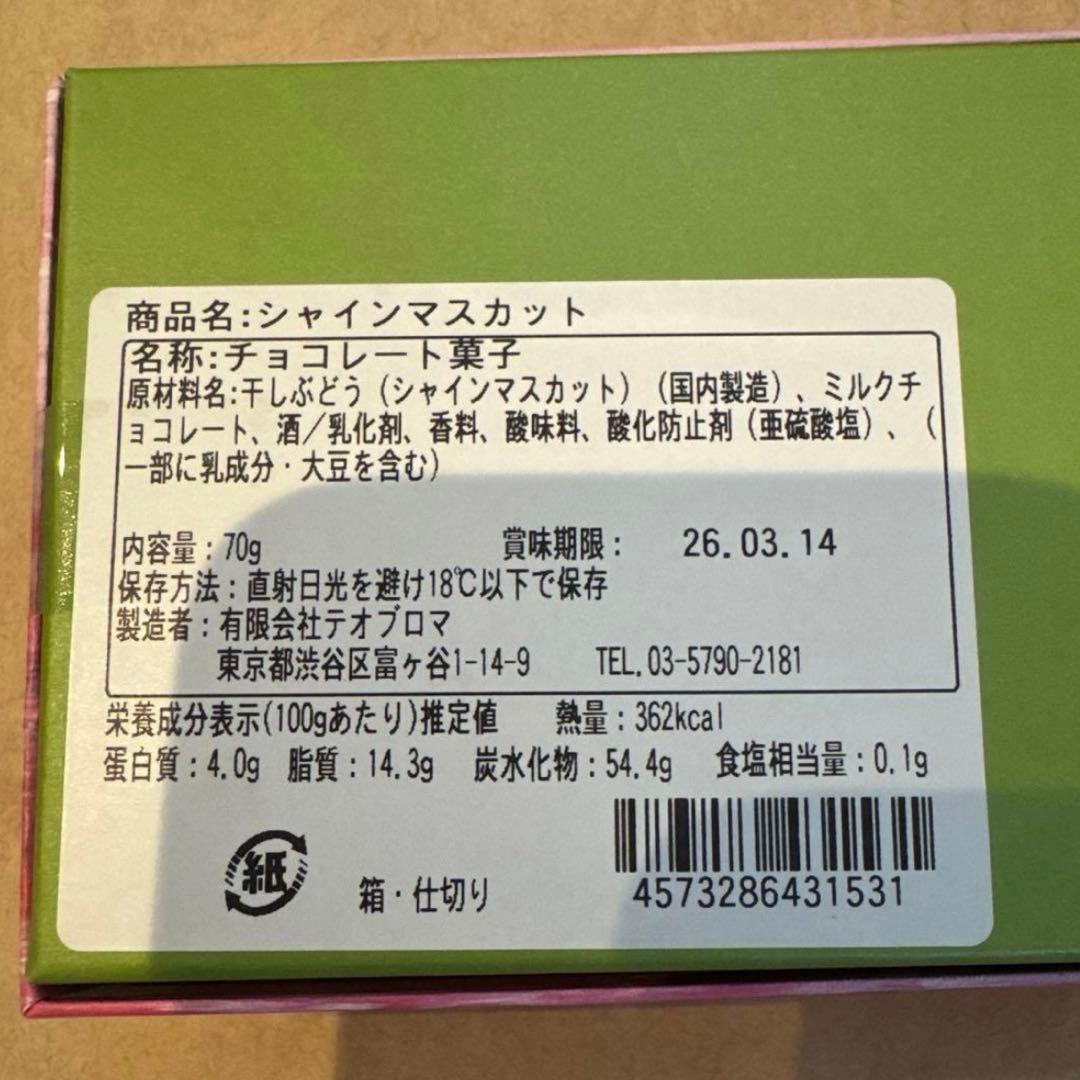 商品名:シャインマスカット
名称:チョコレート菓子
原材料名:干しぶどう（シャインマスカット）（国内製造）、ミルクチ
ョコレート、酒／乳化剤、香料、酸味料、酸化防止剤（亜硫酸塩）、（
一部に乳成分・大豆を含む）
内容量：70g 賞味期限： 26.03.14
保存方法：直射日光を避け18℃以下で保存
製造者：有限会社テオブロマ
東京都渋谷区富ヶ谷1-14-9 TEL.03-5790-2181
栄養成分表示(100gあたり)推定値 熱量：362kcal
蛋白質：4.0g 脂質：14.3g 炭水化物：54.4g 食塩相当量：0.1g
紙 箱・仕切り
4573286431531